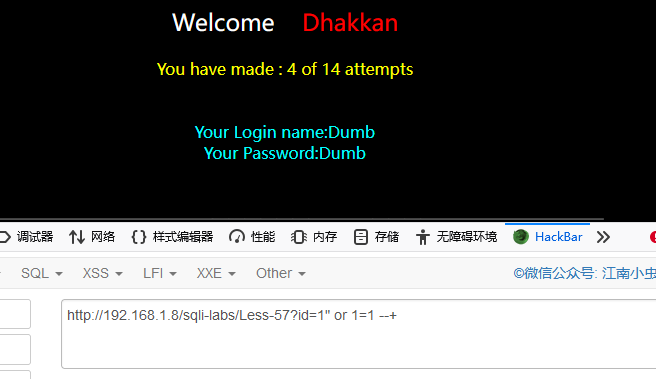 Welcome Dhakkan
You have made : 4 of 14 attempts
Your Login name:Dumb
Your Password:Dumb
调试器 网络 样式编辑器 性能 内存 存储 无障碍环境 HackBar
SQL XSS LFI XXE Other ©微信公众号: 江南小虫
http://192.168.1.8/sqli-labs/Less-57?id=1" or 1=1 --+